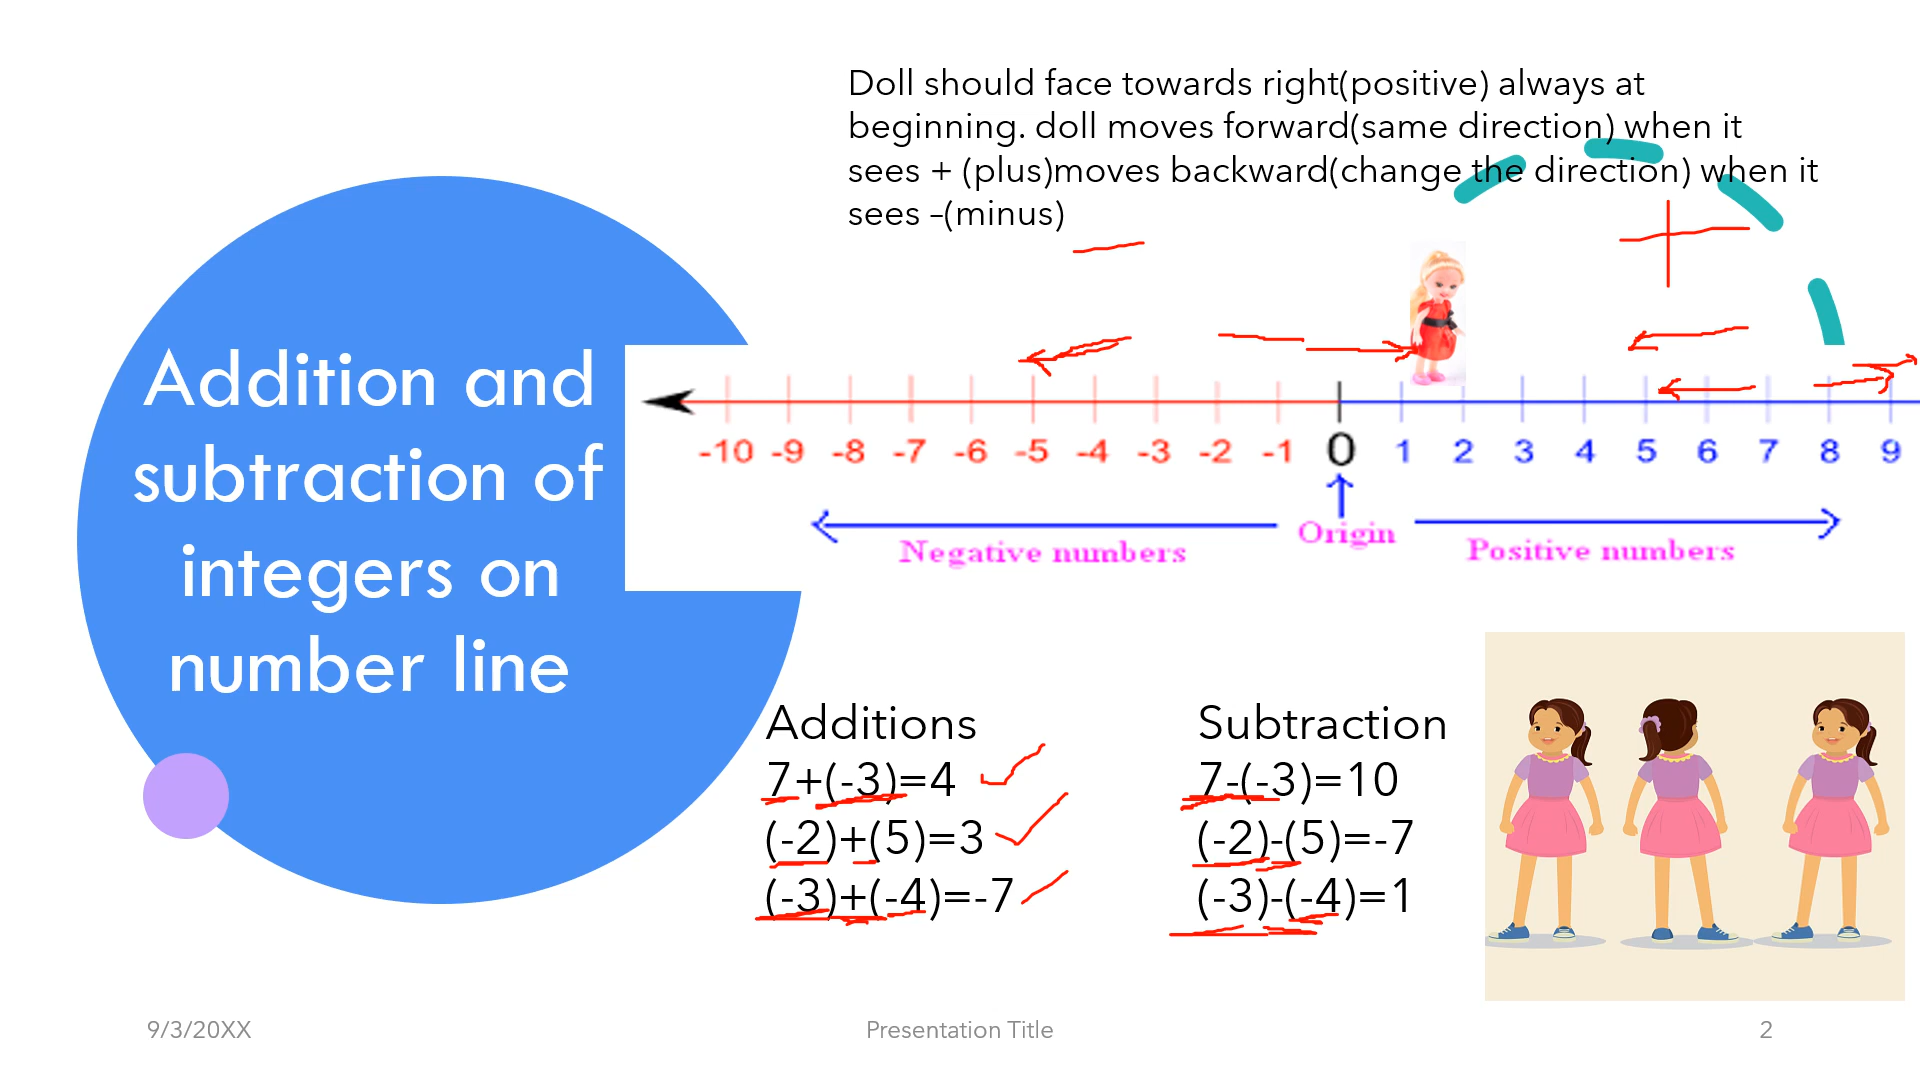 Doll should face towards right(positive) always at
beginning. doll moves forward(same direction) when it
sees + (plus)moves backward(change the direction) when it
sees –(minus)
Addition and
subtraction of
integers on
number line
-10 -9 -8 -7 -6 -5 -4 -3 -2 -1 0 1 2 3 4 5 6 7 8 9
Negative numbers Origin Positive numbers
Additions
7+(-3)=4
(-2)+(5)=3
(-3)+(-4)=-7
Subtraction
7-(-3)=10
(-2)-(5)=-7
(-3)-(-4)=1
9/3/20XX
Presentation Title
2